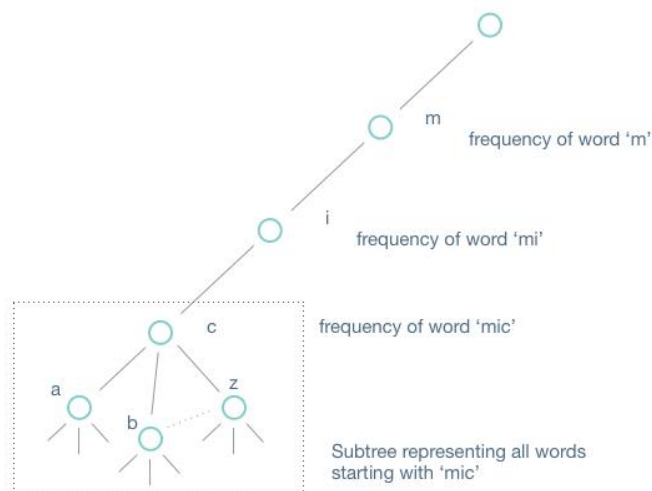 m
frequency of word ‘m’
i
frequency of word ‘mi’
c
frequency of word ‘mic’
a
z
b
Subtree representing all words
starting with ‘mic’